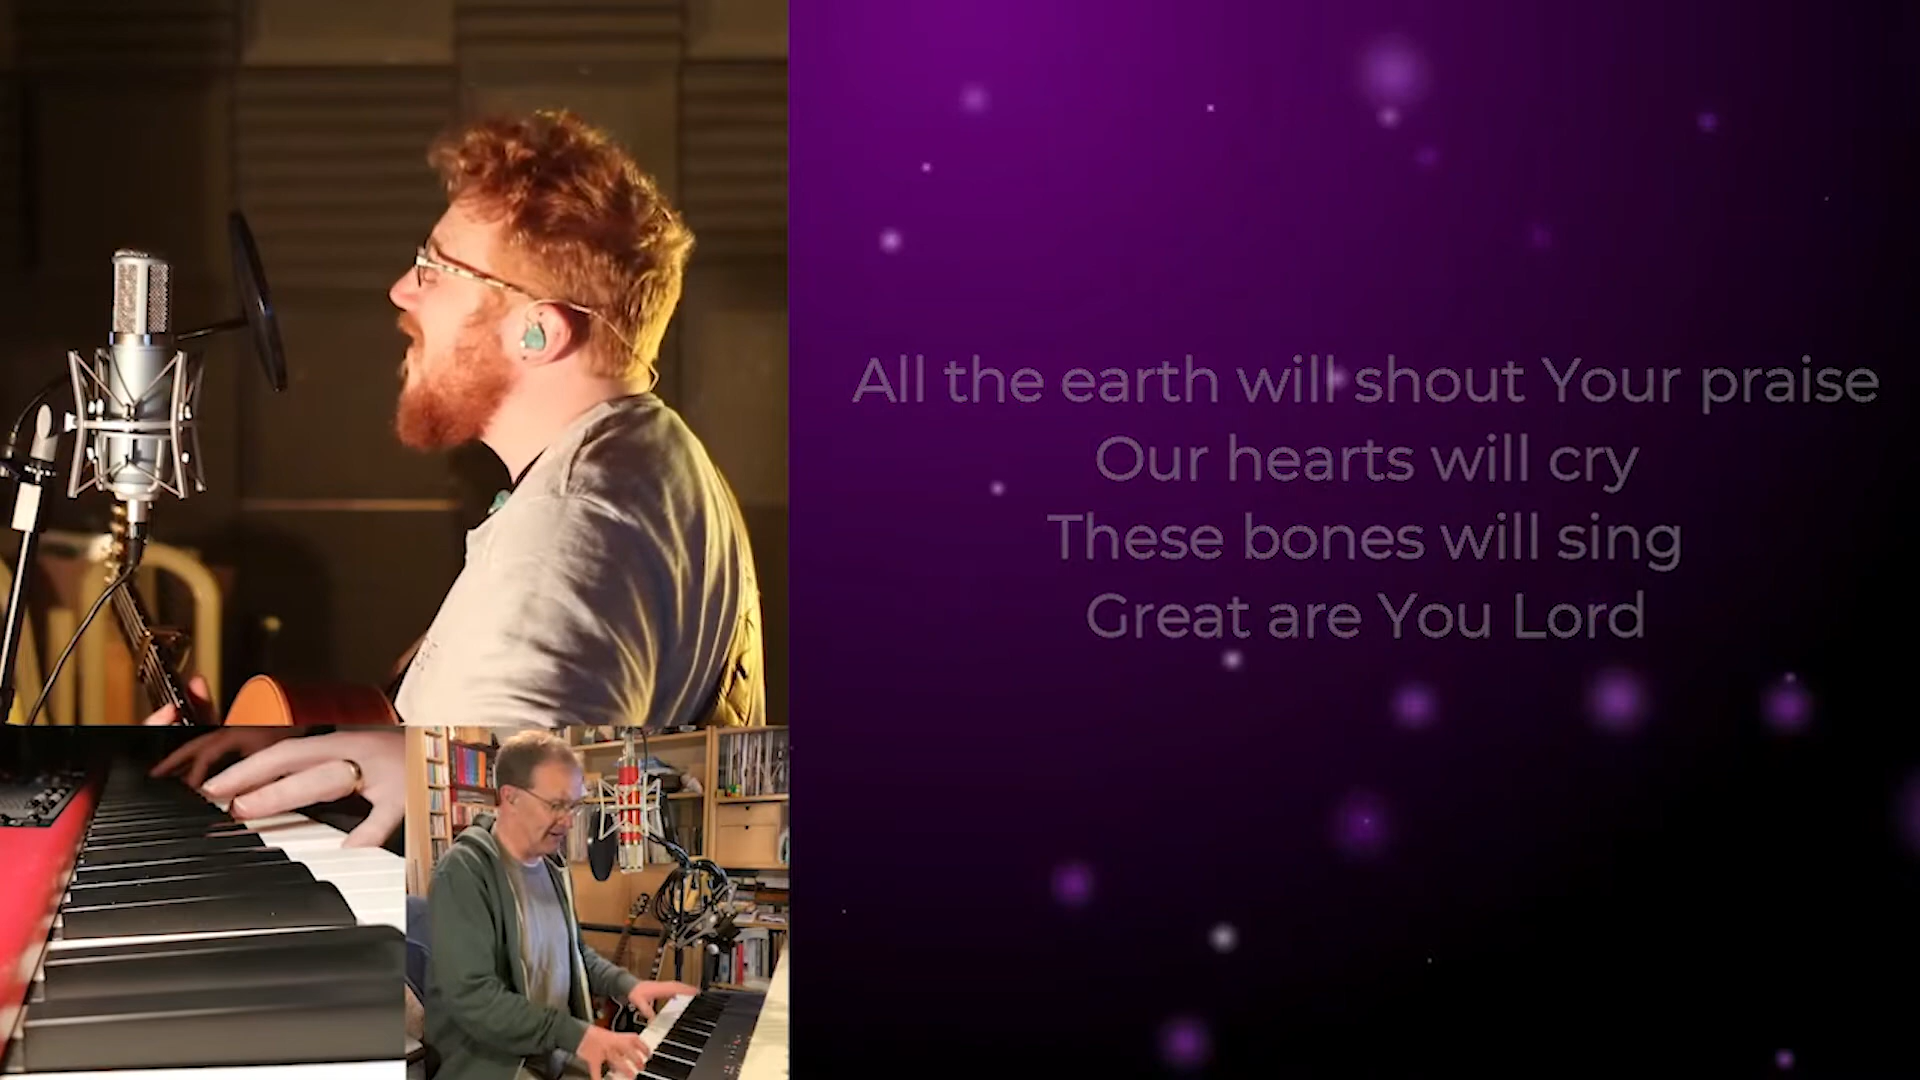 All the earth will shout Your praise
Our hearts will cry
These bones will sing
Great are You Lord